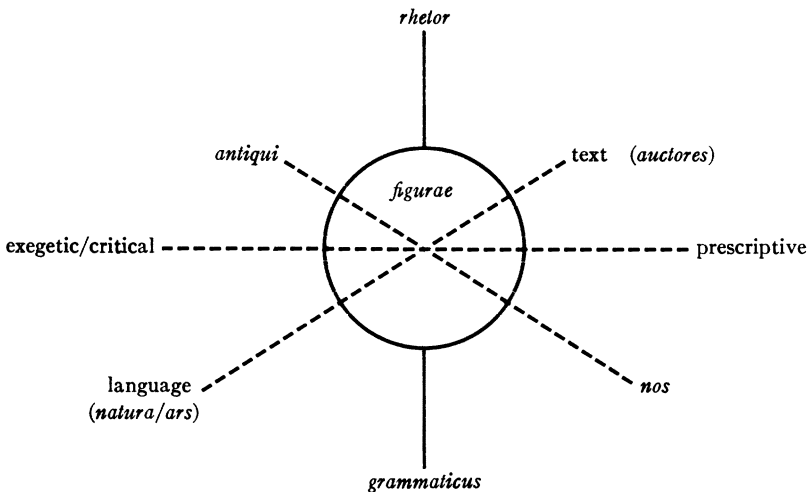 rhetor
antiqui
text (auctores)
figurae
exegetic/critical
prescriptive
language
(natura/ars)
nos
grammaticus